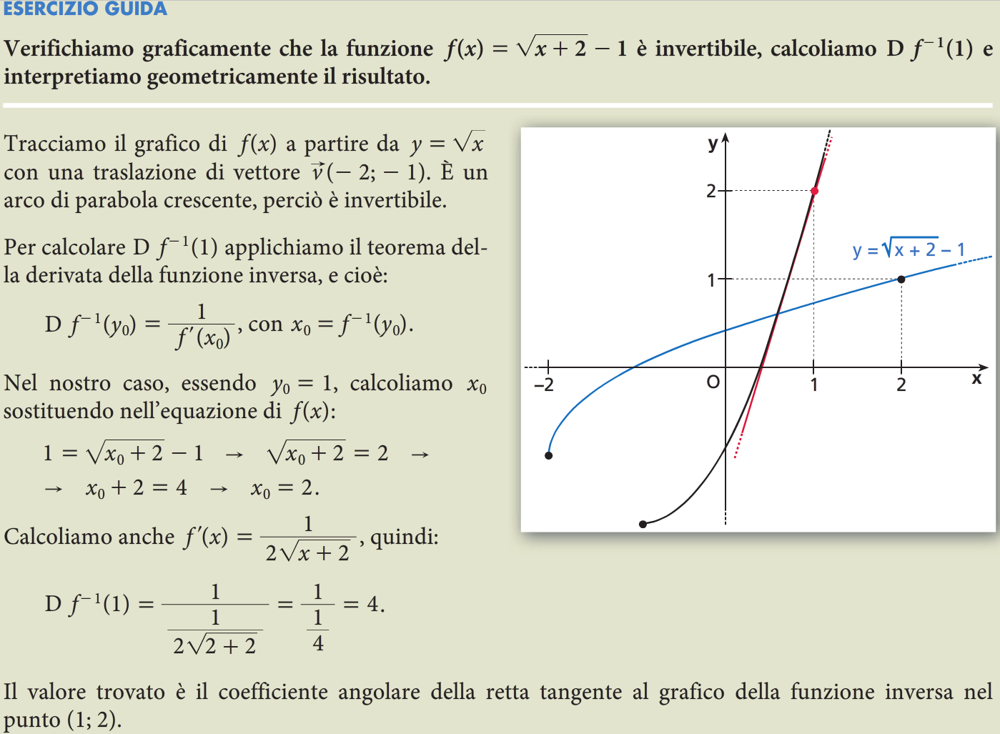 ESERCIZIO GUIDA
Verifichiamo graficamente che la funzione f(x) = √(x + 2) − 1 è invertibile, calcoliamo D f⁻¹(1) e
interpretiamo geometricamente il risultato.
Tracciamo il grafico di f(x) a partire da y = √x
con una traslazione di vettore v⃗(− 2; − 1). È un
arco di parabola crescente, perciò è invertibile.
Per calcolare D f⁻¹(1) applichiamo il teorema del-
la derivata della funzione inversa, e cioè:
D f⁻¹(y₀) = 1/f′(x₀), con x₀ = f⁻¹(y₀).
Nel nostro caso, essendo y₀ = 1, calcoliamo x₀
sostituendo nell'equazione di f(x):
1 = √(x₀ + 2) − 1 → √(x₀ + 2) = 2 →
→ x₀ + 2 = 4 → x₀ = 2.
Calcoliamo anche f′(x) = 1/(2√(x + 2)), quindi:
D f⁻¹(1) = 1/(1/(2√(2 + 2))) = 1/(1/4) = 4.
Il valore trovato è il coefficiente angolare della retta tangente al grafico della funzione inversa nel
punto (1; 2).
y
2
y = √(x + 2) − 1
1
−2
O
1
2
x